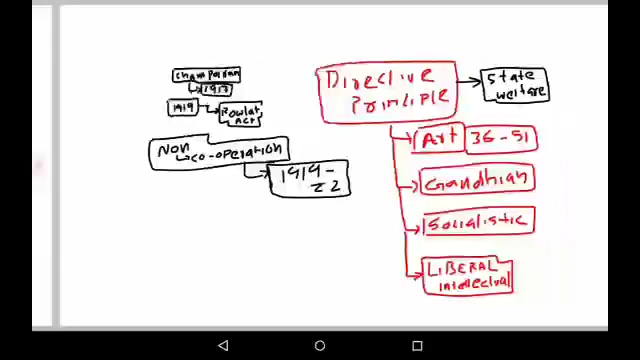 Champaran
1917
1919
Rowlat
Act
Non
co-operation
1919-
22
Directive
Principle
State
welfare
Art 36-51
Gandhian
Socialistic
LIBERAL
intellectual